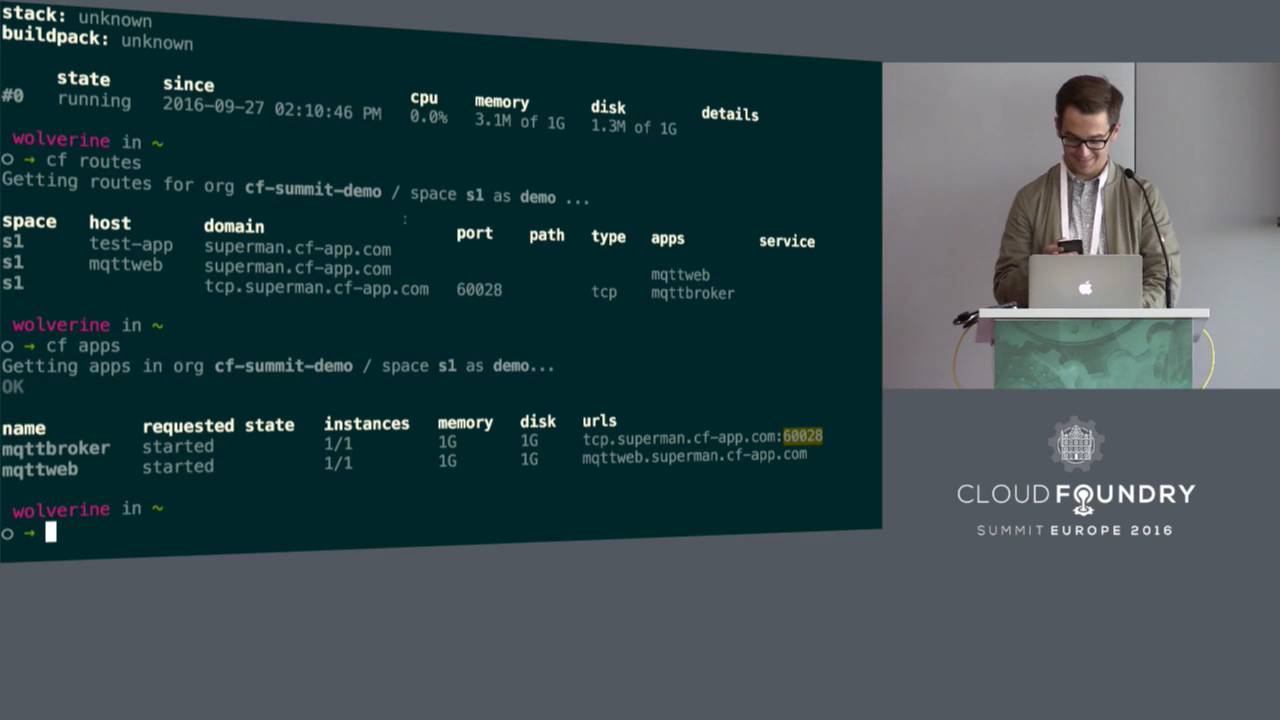 stack: unknown
buildpack: unknown
state since cpu memory disk details
#0 running 2016-09-27 02:10:46 PM 0.0% 3.1M of 1G 1.3M of 1G
wolverine in ~
○ → cf routes
Getting routes for org cf-summit-demo / space s1 as demo ...
space host domain port path type apps service
s1 test-app superman.cf-app.com
s1 mqttweb superman.cf-app.com mqttweb
s1 tcp.superman.cf-app.com 60028 tcp mqttbroker
wolverine in ~
○ → cf apps
Getting apps in org cf-summit-demo / space s1 as demo...
OK
name requested state instances memory disk urls
mqttbroker started 1/1 1G 1G tcp.superman.cf-app.com:60028
mqttweb started 1/1 1G 1G mqttweb.superman.cf-app.com
wolverine in ~
○ →
CLOUD FOUNDRY
SUMMIT EUROPE 2016